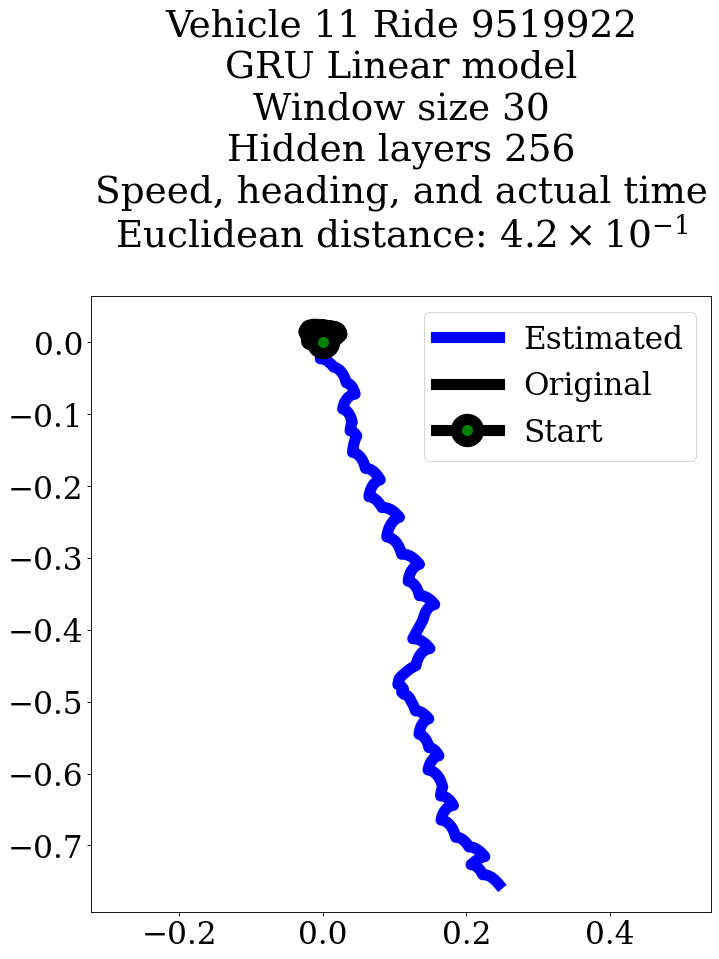 Vehicle 11 Ride 9519922
GRU Linear model
Window size 30
Hidden layers 256
Speed, heading, and actual time
Euclidean distance: 4.2 × 10⁻¹
Estimated
Original
Start
0.0
−0.1
−0.2
−0.3
−0.4
−0.5
−0.6
−0.7
−0.2 0.0 0.2 0.4